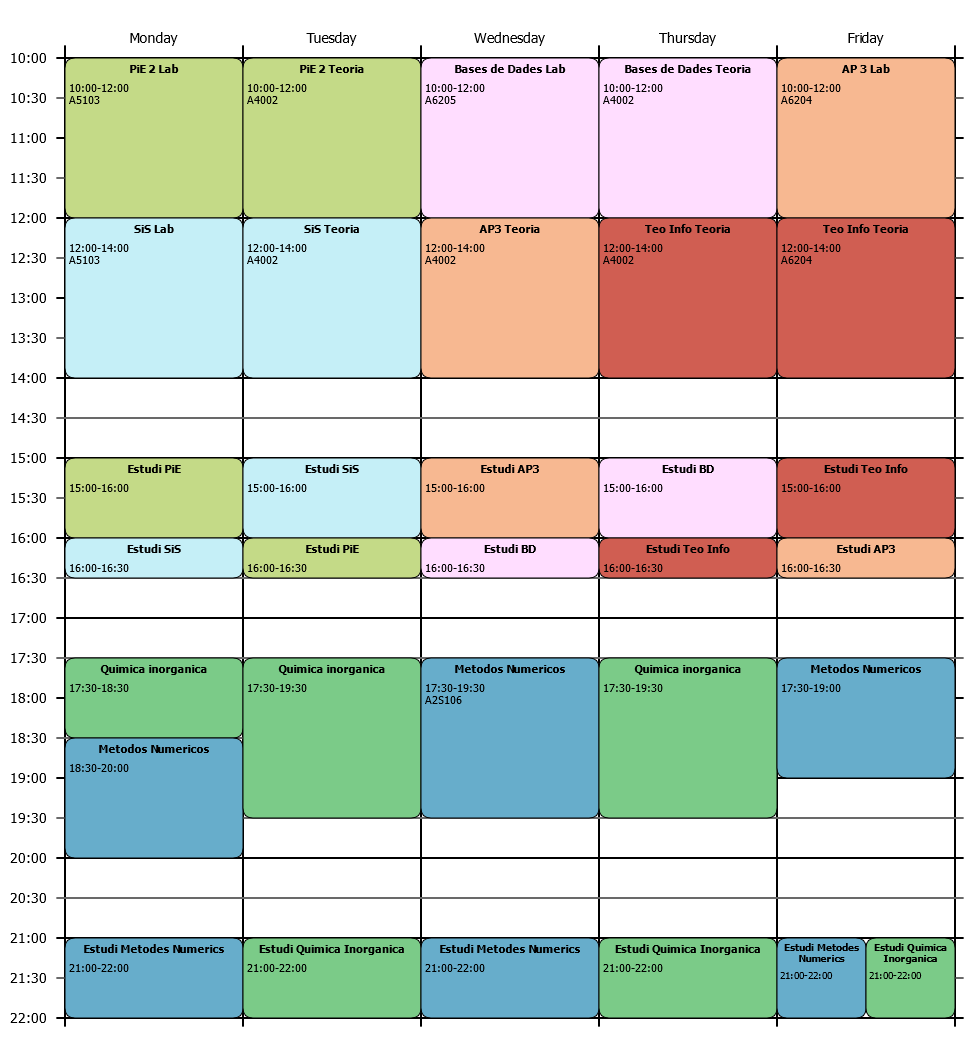 Monday Tuesday Wednesday Thursday Friday
10:00
PiE 2 Lab
10:00-12:00
A5103
PiE 2 Teoria
10:00-12:00
A4002
Bases de Dades Lab
10:00-12:00
A6205
Bases de Dades Teoria
10:00-12:00
A4002
AP 3 Lab
10:00-12:00
A6204
10:30
11:00
11:30
12:00
SiS Lab
12:00-14:00
A5103
SiS Teoria
12:00-14:00
A4002
AP3 Teoria
12:00-14:00
A4002
Teo Info Teoria
12:00-14:00
A4002
Teo Info Teoria
12:00-14:00
A6204
12:30
13:00
13:30
14:00
14:30
15:00
Estudi PiE
15:00-16:00
Estudi SiS
15:00-16:00
Estudi AP3
15:00-16:00
Estudi BD
15:00-16:00
Estudi Teo Info
15:00-16:00
15:30
16:00
Estudi SiS
16:00-16:30
Estudi PiE
16:00-16:30
Estudi BD
16:00-16:30
Estudi Teo Info
16:00-16:30
Estudi AP3
16:00-16:30
16:30
17:00
17:30
Quimica inorganica
17:30-18:30
Quimica inorganica
17:30-19:30
Metodos Numericos
17:30-19:30
A2S106
Quimica inorganica
17:30-19:30
Metodos Numericos
17:30-19:00
18:00
18:30
Metodos Numericos
18:30-20:00
19:00
19:30
20:00
20:30
21:00
Estudi Metodes Numerics
21:00-22:00
Estudi Quimica Inorganica
21:00-22:00
Estudi Metodes Numerics
21:00-22:00
Estudi Quimica Inorganica
21:00-22:00
Estudi Metodes
Numerics
21:00-22:00
Estudi Quimica
Inorganica
21:00-22:00
21:30
22:00